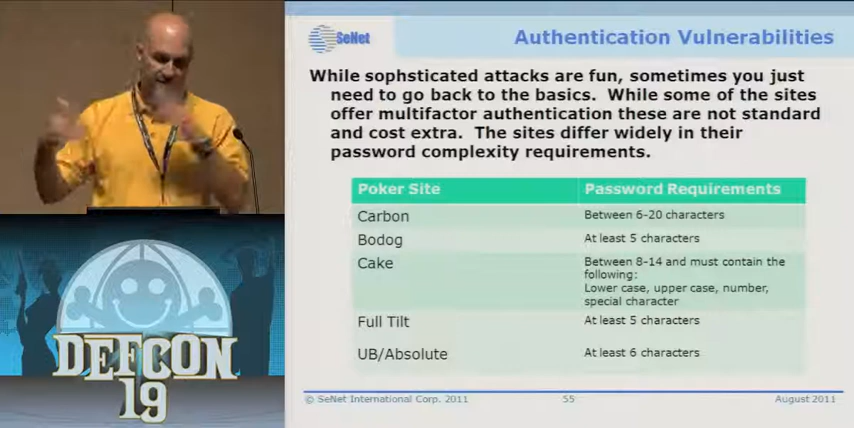 SeNet
Authentication Vulnerabilities
While sophsticated attacks are fun, sometimes you just
need to go back to the basics.  While some of the sites
offer multifactor authentication these are not standard
and cost extra.  The sites differ widely in their
password complexity requirements.
Poker Site Password Requirements
Carbon Between 6-20 characters
Bodog At least 5 characters
Cake Between 8-14 and must contain the
following:
Lower case, upper case, number,
special character
Full Tilt At least 5 characters
UB/Absolute At least 6 characters
© SeNet International Corp. 2011 55 August 2011
DEFCON
19